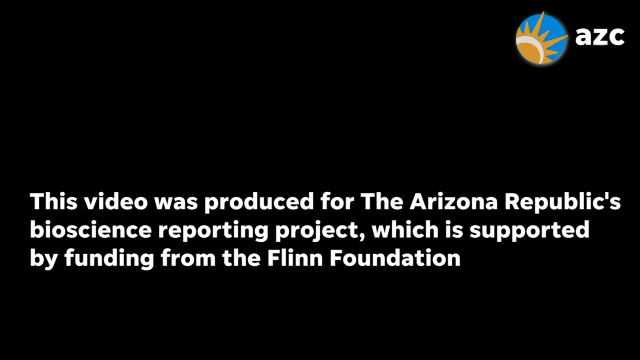 azc
This video was produced for The Arizona Republic's
bioscience reporting project, which is supported
by funding from the Flinn Foundation